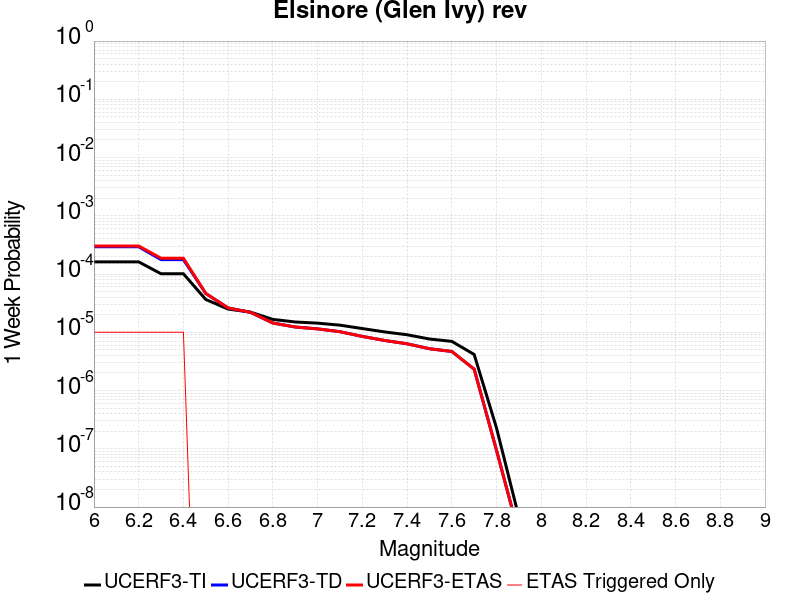 Elsinore (Glen Ivy) rev
10^0
10^-1
10^-2
10^-3
10^-4
10^-5
10^-6
10^-7
10^-8
1 Week Probability
6 6.2 6.4 6.6 6.8 7 7.2 7.4 7.6 7.8 8 8.2 8.4 8.6 8.8 9
Magnitude
UCERF3-TI UCERF3-TD UCERF3-ETAS ETAS Triggered Only